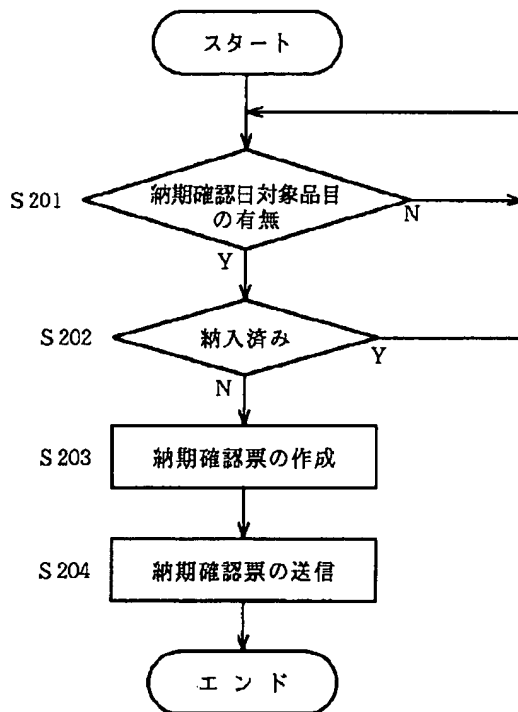 スタート
S201
納期確認日対象品目
の有無
N
Y
S202
納入済み
Y
N
S203
納期確認票の作成
S204
納期確認票の送信
エンド